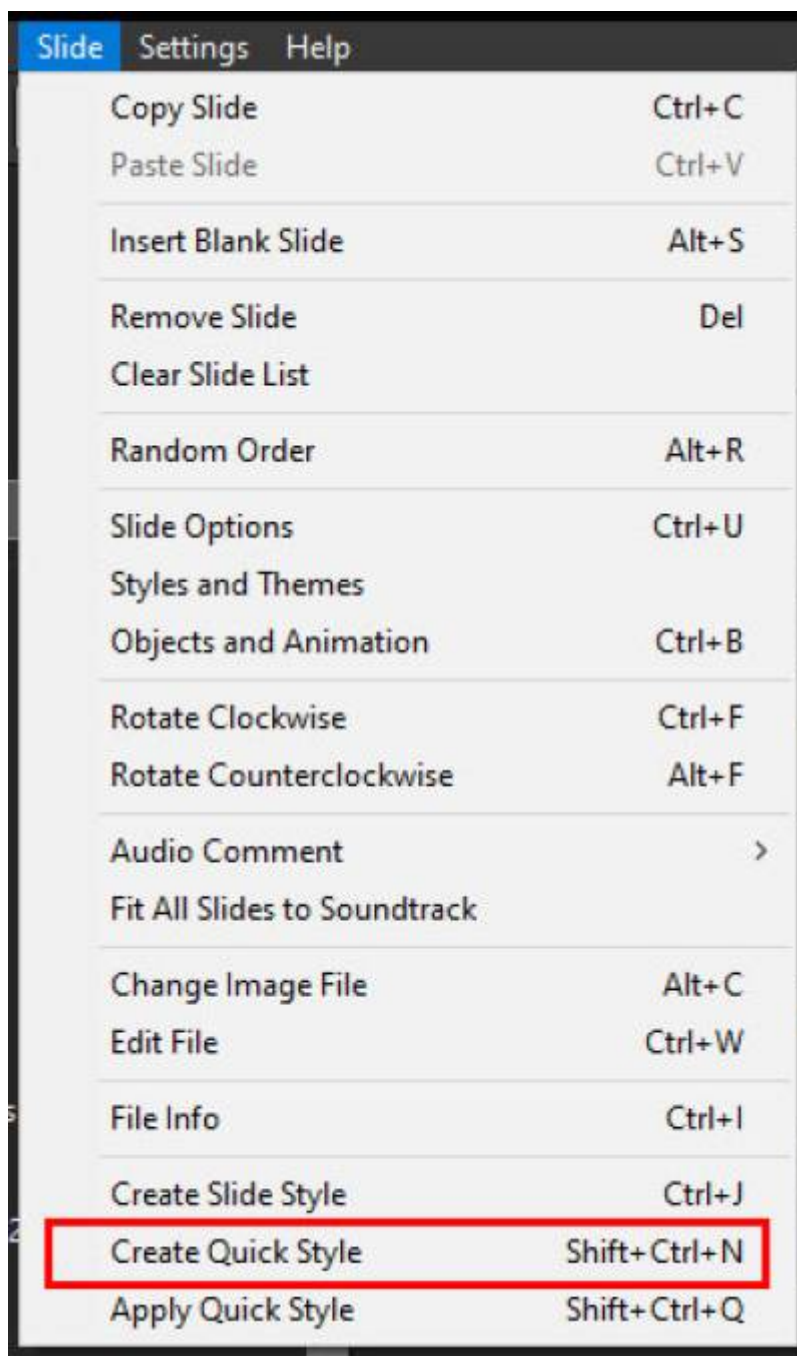 Slide Settings Help
Copy Slide Ctrl+C
Paste Slide Ctrl+V
Insert Blank Slide Alt+S
Remove Slide Del
Clear Slide List
Random Order Alt+R
Slide Options Ctrl+U
Styles and Themes
Objects and Animation Ctrl+B
Rotate Clockwise Ctrl+F
Rotate Counterclockwise Alt+F
Audio Comment >
Fit All Slides to Soundtrack
Change Image File Alt+C
Edit File Ctrl+W
File Info Ctrl+I
Create Slide Style Ctrl+J
Create Quick Style Shift+Ctrl+N
Apply Quick Style Shift+Ctrl+Q